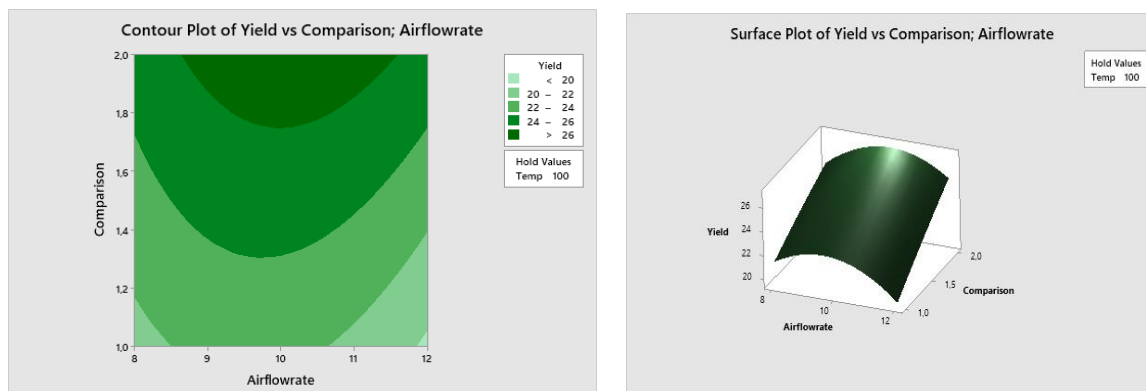 Contour Plot of Yield vs Comparison; Airflowrate
2,0
1,8
1,6
1,4
1,2
1,0
Comparison
8
9
10
11
12
Airflowrate
Yield
< 20
20 – 22
22 – 24
24 – 26
> 26
Hold Values
Temp 100
Surface Plot of Yield vs Comparison; Airflowrate
Hold Values
Temp 100
26
24
22
20
Yield
8
10
12
Airflowrate
2,0
1,5
1,0
Comparison